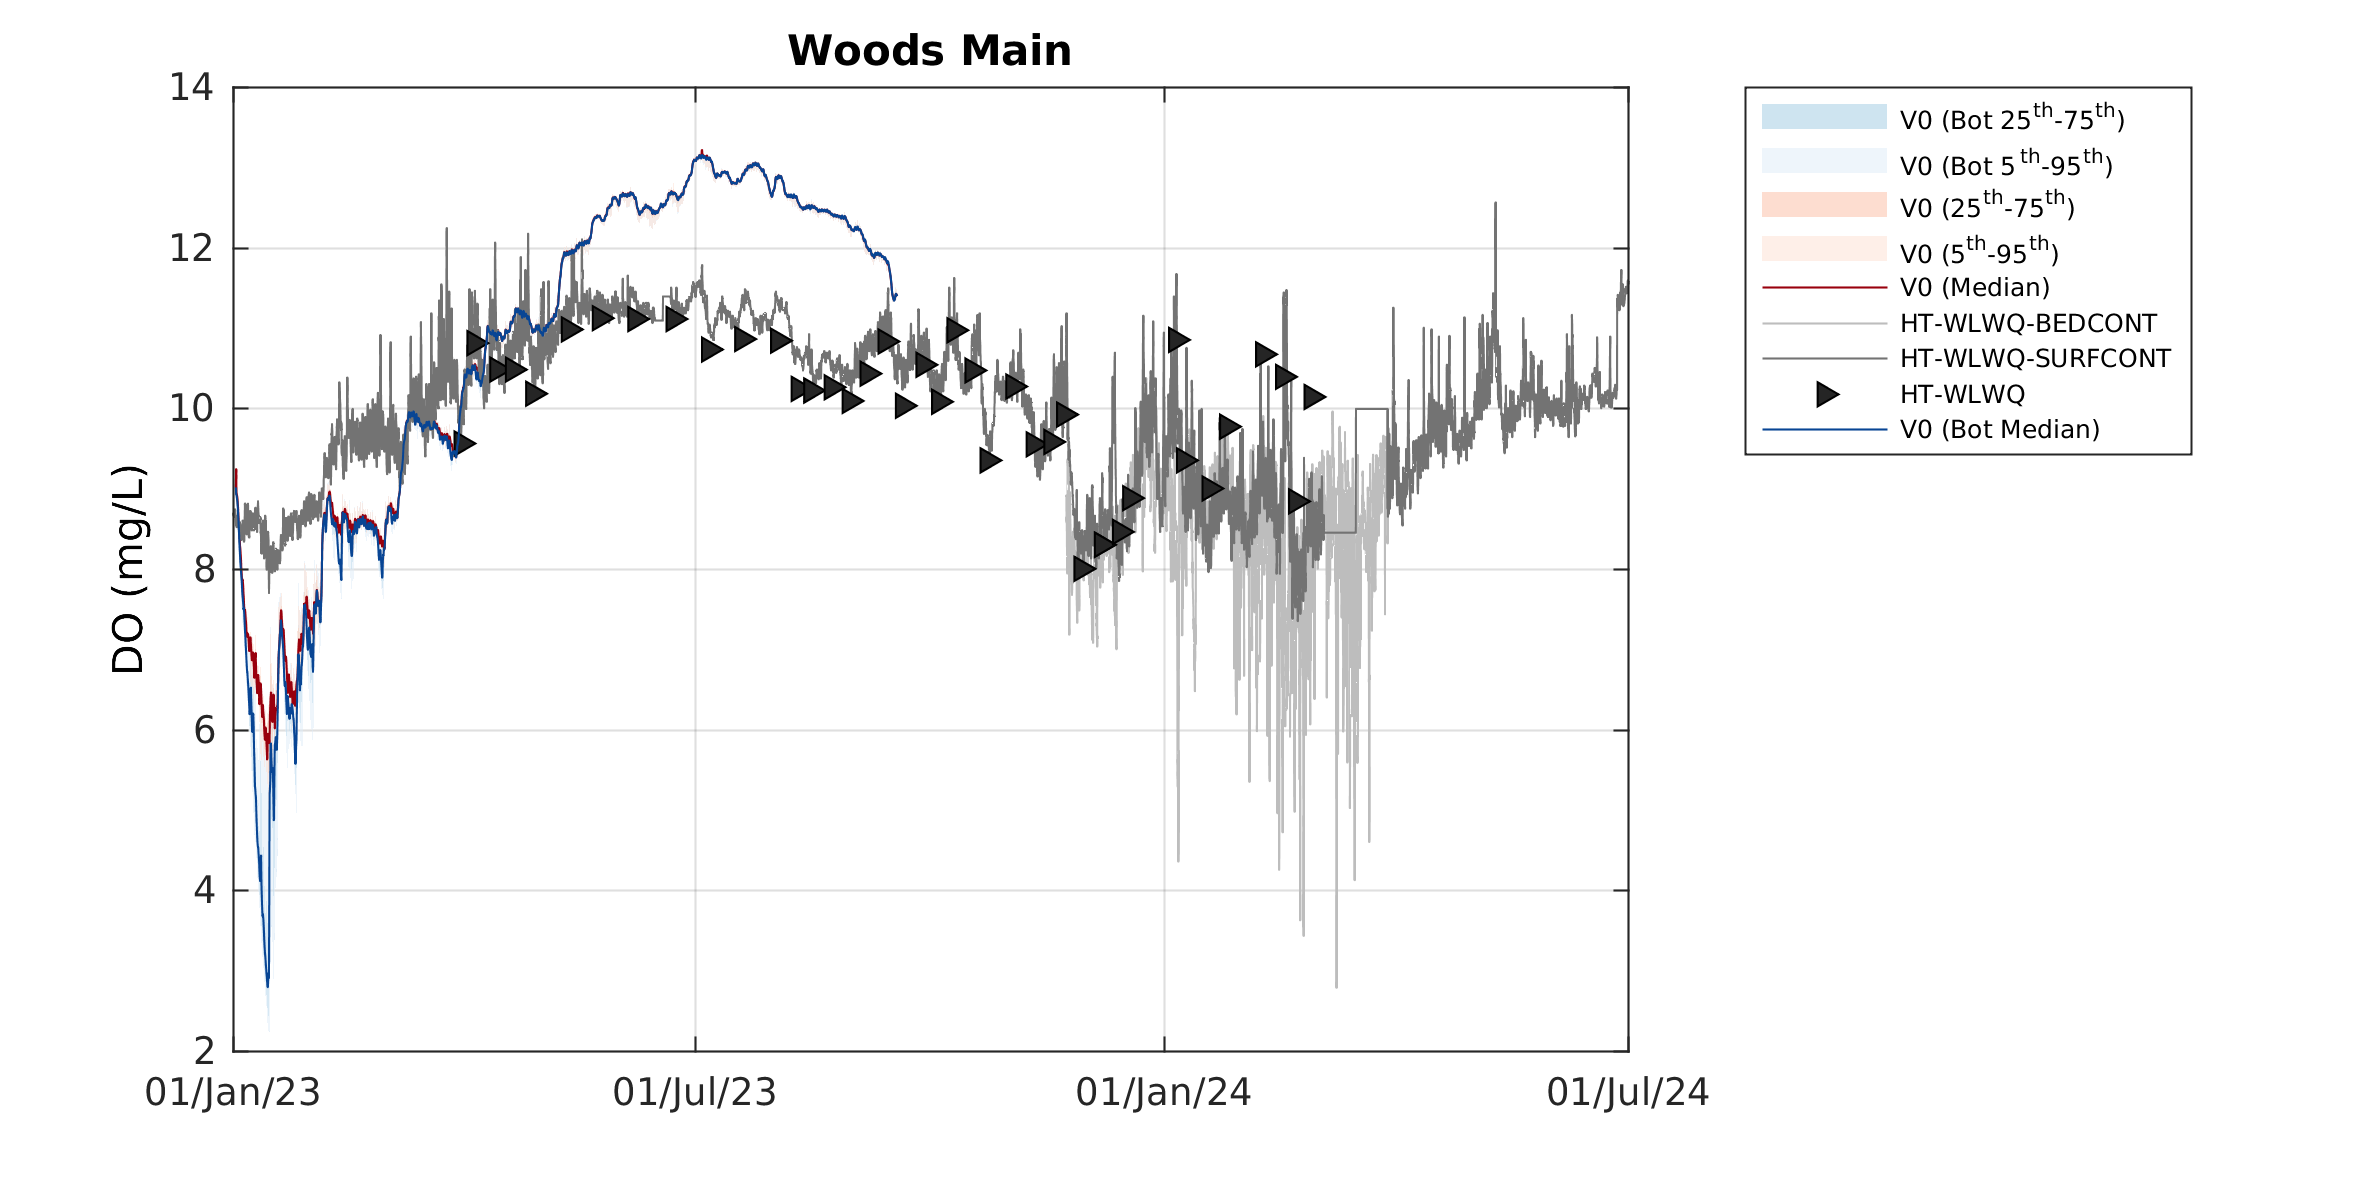 Woods Main
14
12
10
8
6
4
2
DO (mg/L)
01/Jan/23
01/Jul/23
01/Jan/24
01/Jul/24
V0 (Bot 25th-75th)
V0 (Bot 5th-95th)
V0 (25th-75th)
V0 (5th-95th)
V0 (Median)
HT-WLWQ-BEDCONT
HT-WLWQ-SURFCONT
HT-WLWQ
V0 (Bot Median)